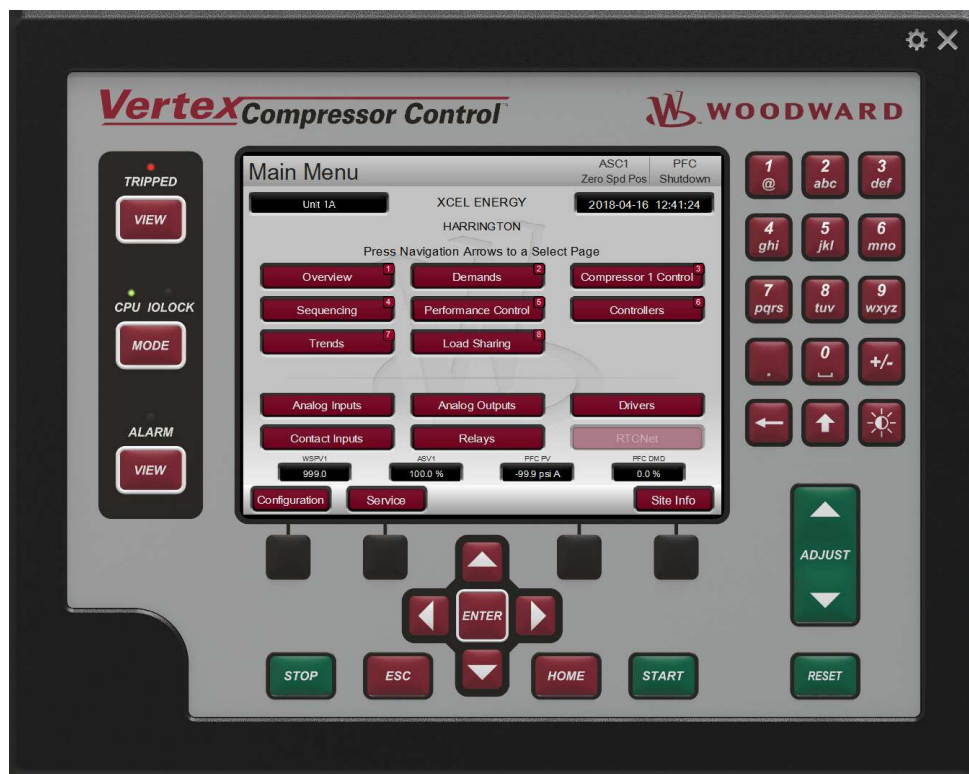 Vertex Compressor Control™
WOODWARD
TRIPPED
VIEW
CPU IOLOCK
MODE
ALARM
VIEW
Main Menu
ASC1 PFC
Zero Spd Pos Shutdown
Unit 1A XCEL ENERGY 2018-04-16 12:41:24
HARRINGTON
Press Navigation Arrows to a Select Page
Overview 1 Demands 2 Compressor 1 Control 3
Sequencing 4 Performance Control 5 Controllers 6
Trends 7 Load Sharing 8
Analog Inputs Analog Outputs Drivers
Contact Inputs Relays RTCNet
WSPV1 ASV1 PFC PV PFC DMD
999.0 100.0 % -99.9 psi A 0.0 %
Configuration Service Site Info
1 2 3
@ abc def
4 5 6
ghi jkl mno
7 8 9
pqrs tuv wxyz
. 0 +/-
ADJUST
ENTER
STOP ESC HOME START RESET